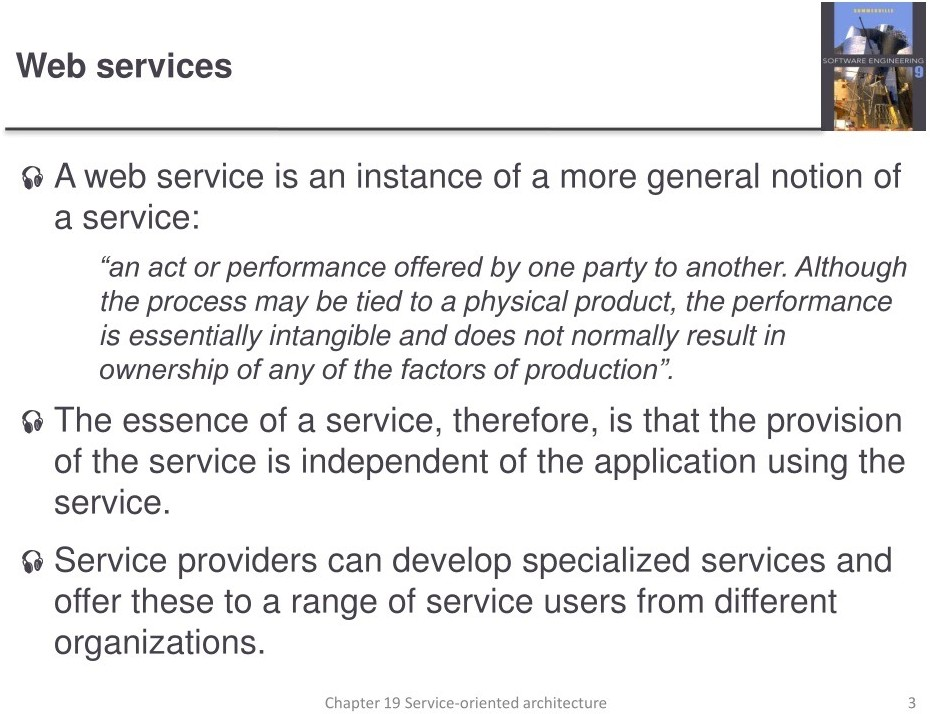 Web services
SOMMERVILLE
SOFTWARE ENGINEERING
9
A web service is an instance of a more general notion of
a service:
“an act or performance offered by one party to another. Although
the process may be tied to a physical product, the performance
is essentially intangible and does not normally result in
ownership of any of the factors of production”.
The essence of a service, therefore, is that the provision
of the service is independent of the application using the
service.
Service providers can develop specialized services and
offer these to a range of service users from different
organizations.
Chapter 19 Service-oriented architecture
3